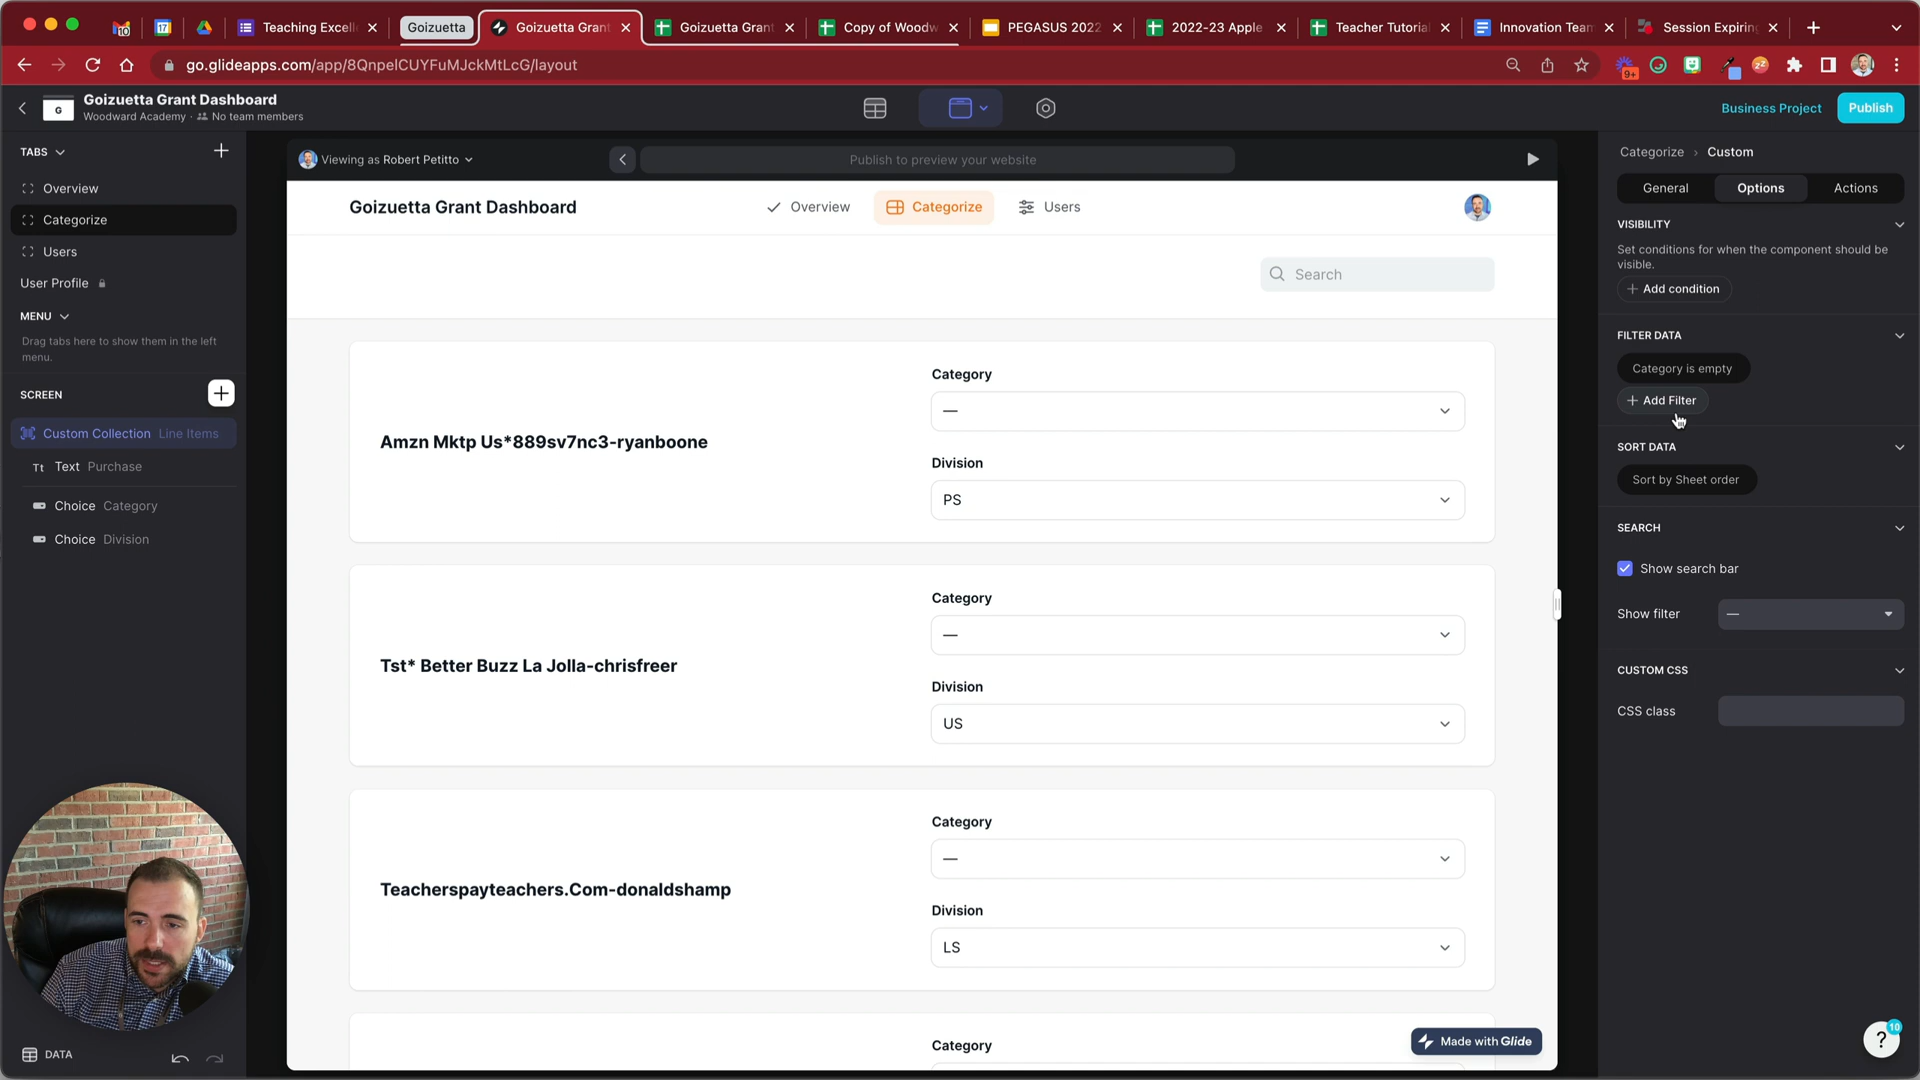 10
17
Teaching Excell
Goizuetta
Goizuetta Grant
Goizuetta Grant
Copy of Woodw
PEGASUS 2022
2022-23 Apple
Teacher Tutoria
Innovation Team
Session Expiring
go.glideapps.com/app/8QnpelCUYFuMJckMtLcG/layout
9+
G
Goizuetta Grant Dashboard
Woodward Academy · No team members
Business Project
Publish
TABS
Overview
Categorize
Users
User Profile
MENU
Drag tabs here to show them in the left
menu.
SCREEN
Custom Collection Line Items
Tt Text Purchase
Choice Category
Choice Division
DATA
Viewing as Robert Petitto
Publish to preview your website
Goizuetta Grant Dashboard
Overview
Categorize
Users
Search
Amzn Mktp Us*889sv7nc3-ryanboone
Category
—
Division
PS
Tst* Better Buzz La Jolla-chrisfreer
Category
—
Division
US
Teacherspayteachers.Com-donaldshamp
Category
—
Division
LS
Category
Made with Glide
Categorize › Custom
General
Options
Actions
VISIBILITY
Set conditions for when the component should be
visible.
+ Add condition
FILTER DATA
Category is empty
+ Add Filter
SORT DATA
Sort by Sheet order
SEARCH
Show search bar
Show filter
—
CUSTOM CSS
CSS class
?
10